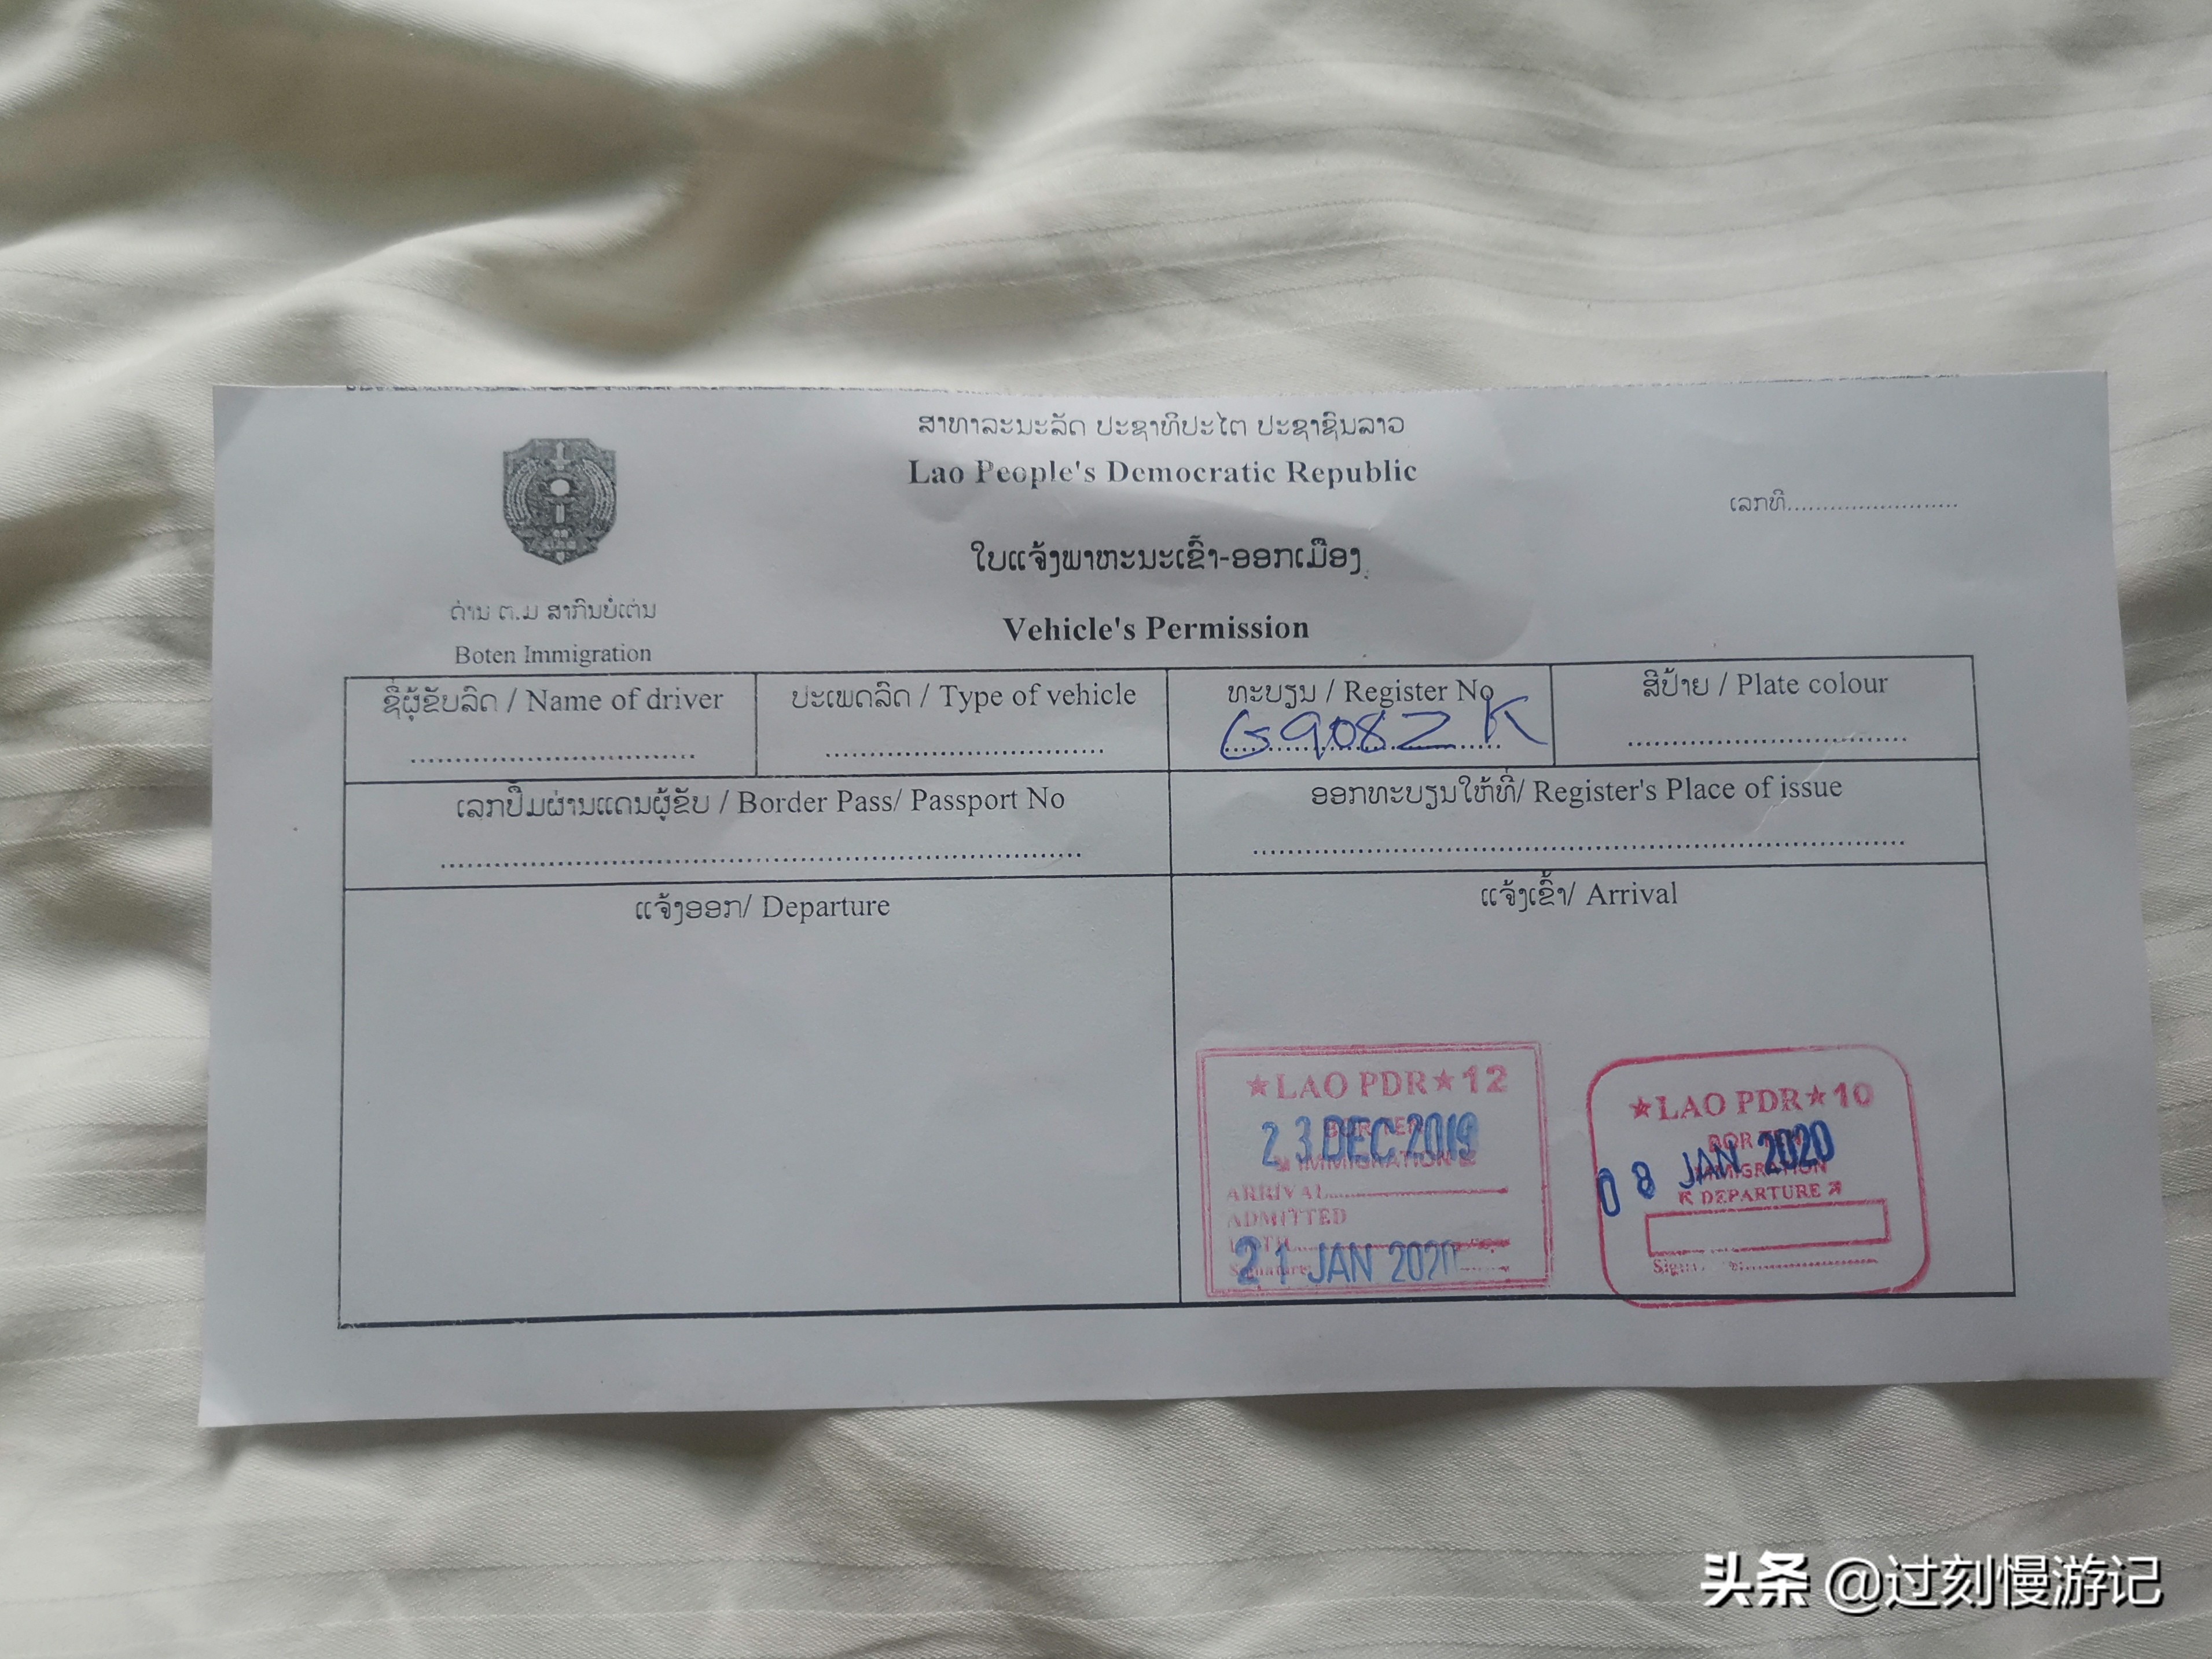 ສາທາລະນະລັດ ປະຊາທິປະໄຕ ປະຊາຊົນລາວ
Lao People's Democratic Republic
ເລກທີ........................
ໃບແຈ້ງພາຫະນະເຂົ້າ-ອອກເມືອງ
ດ່ານ ຕ.ມ ສາກົນບໍ່ເຕ່ນ
Boten Immigration
Vehicle's Permission
ຊື່ຜູ້ຂັບລົດ / Name of driver
ປະເພດລົດ / Type of vehicle
ທະບຽນ / Register No
G908ZK
ສີປ້າຍ / Plate colour
ເລກປຶ້ມຜ່ານແດນຜູ້ຂັບ / Border Pass/ Passport No
ອອກທະບຽນໃຫ້ທີ່/ Register's Place of issue
ແຈ້ງອອກ/ Departure
ແຈ້ງເຂົ້າ/ Arrival
★LAO PDR★12
23 DEC 2019
IMMIGRATION
ARRIVAL
ADMITTED
21 JAN 2020
Signature
★LAO PDR★10
08 JAN 2020
IMMIGRATION
DEPARTURE
头条 @过刻慢游记